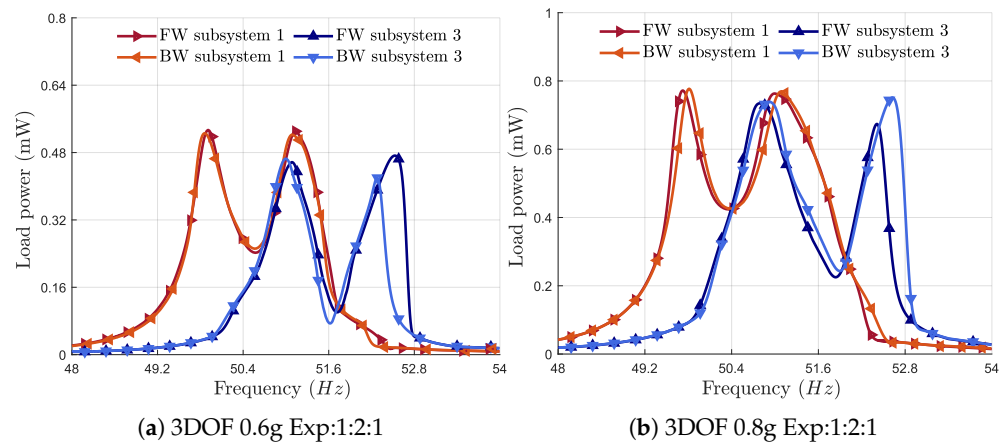 FW subsystem 1 FW subsystem 3
BW subsystem 1 BW subsystem 3
Load power (mW)
0.8
0.64
0.48
0.32
0.16
0
48 49.2 50.4 51.6 52.8 54
Frequency (Hz)
(a) 3DOF 0.6g Exp:1:2:1
FW subsystem 1 FW subsystem 3
BW subsystem 1 BW subsystem 3
Load power (mW)
1
0.8
0.6
0.4
0.2
0
48 49.2 50.4 51.6 52.8 54
Frequency (Hz)
(b) 3DOF 0.8g Exp:1:2:1